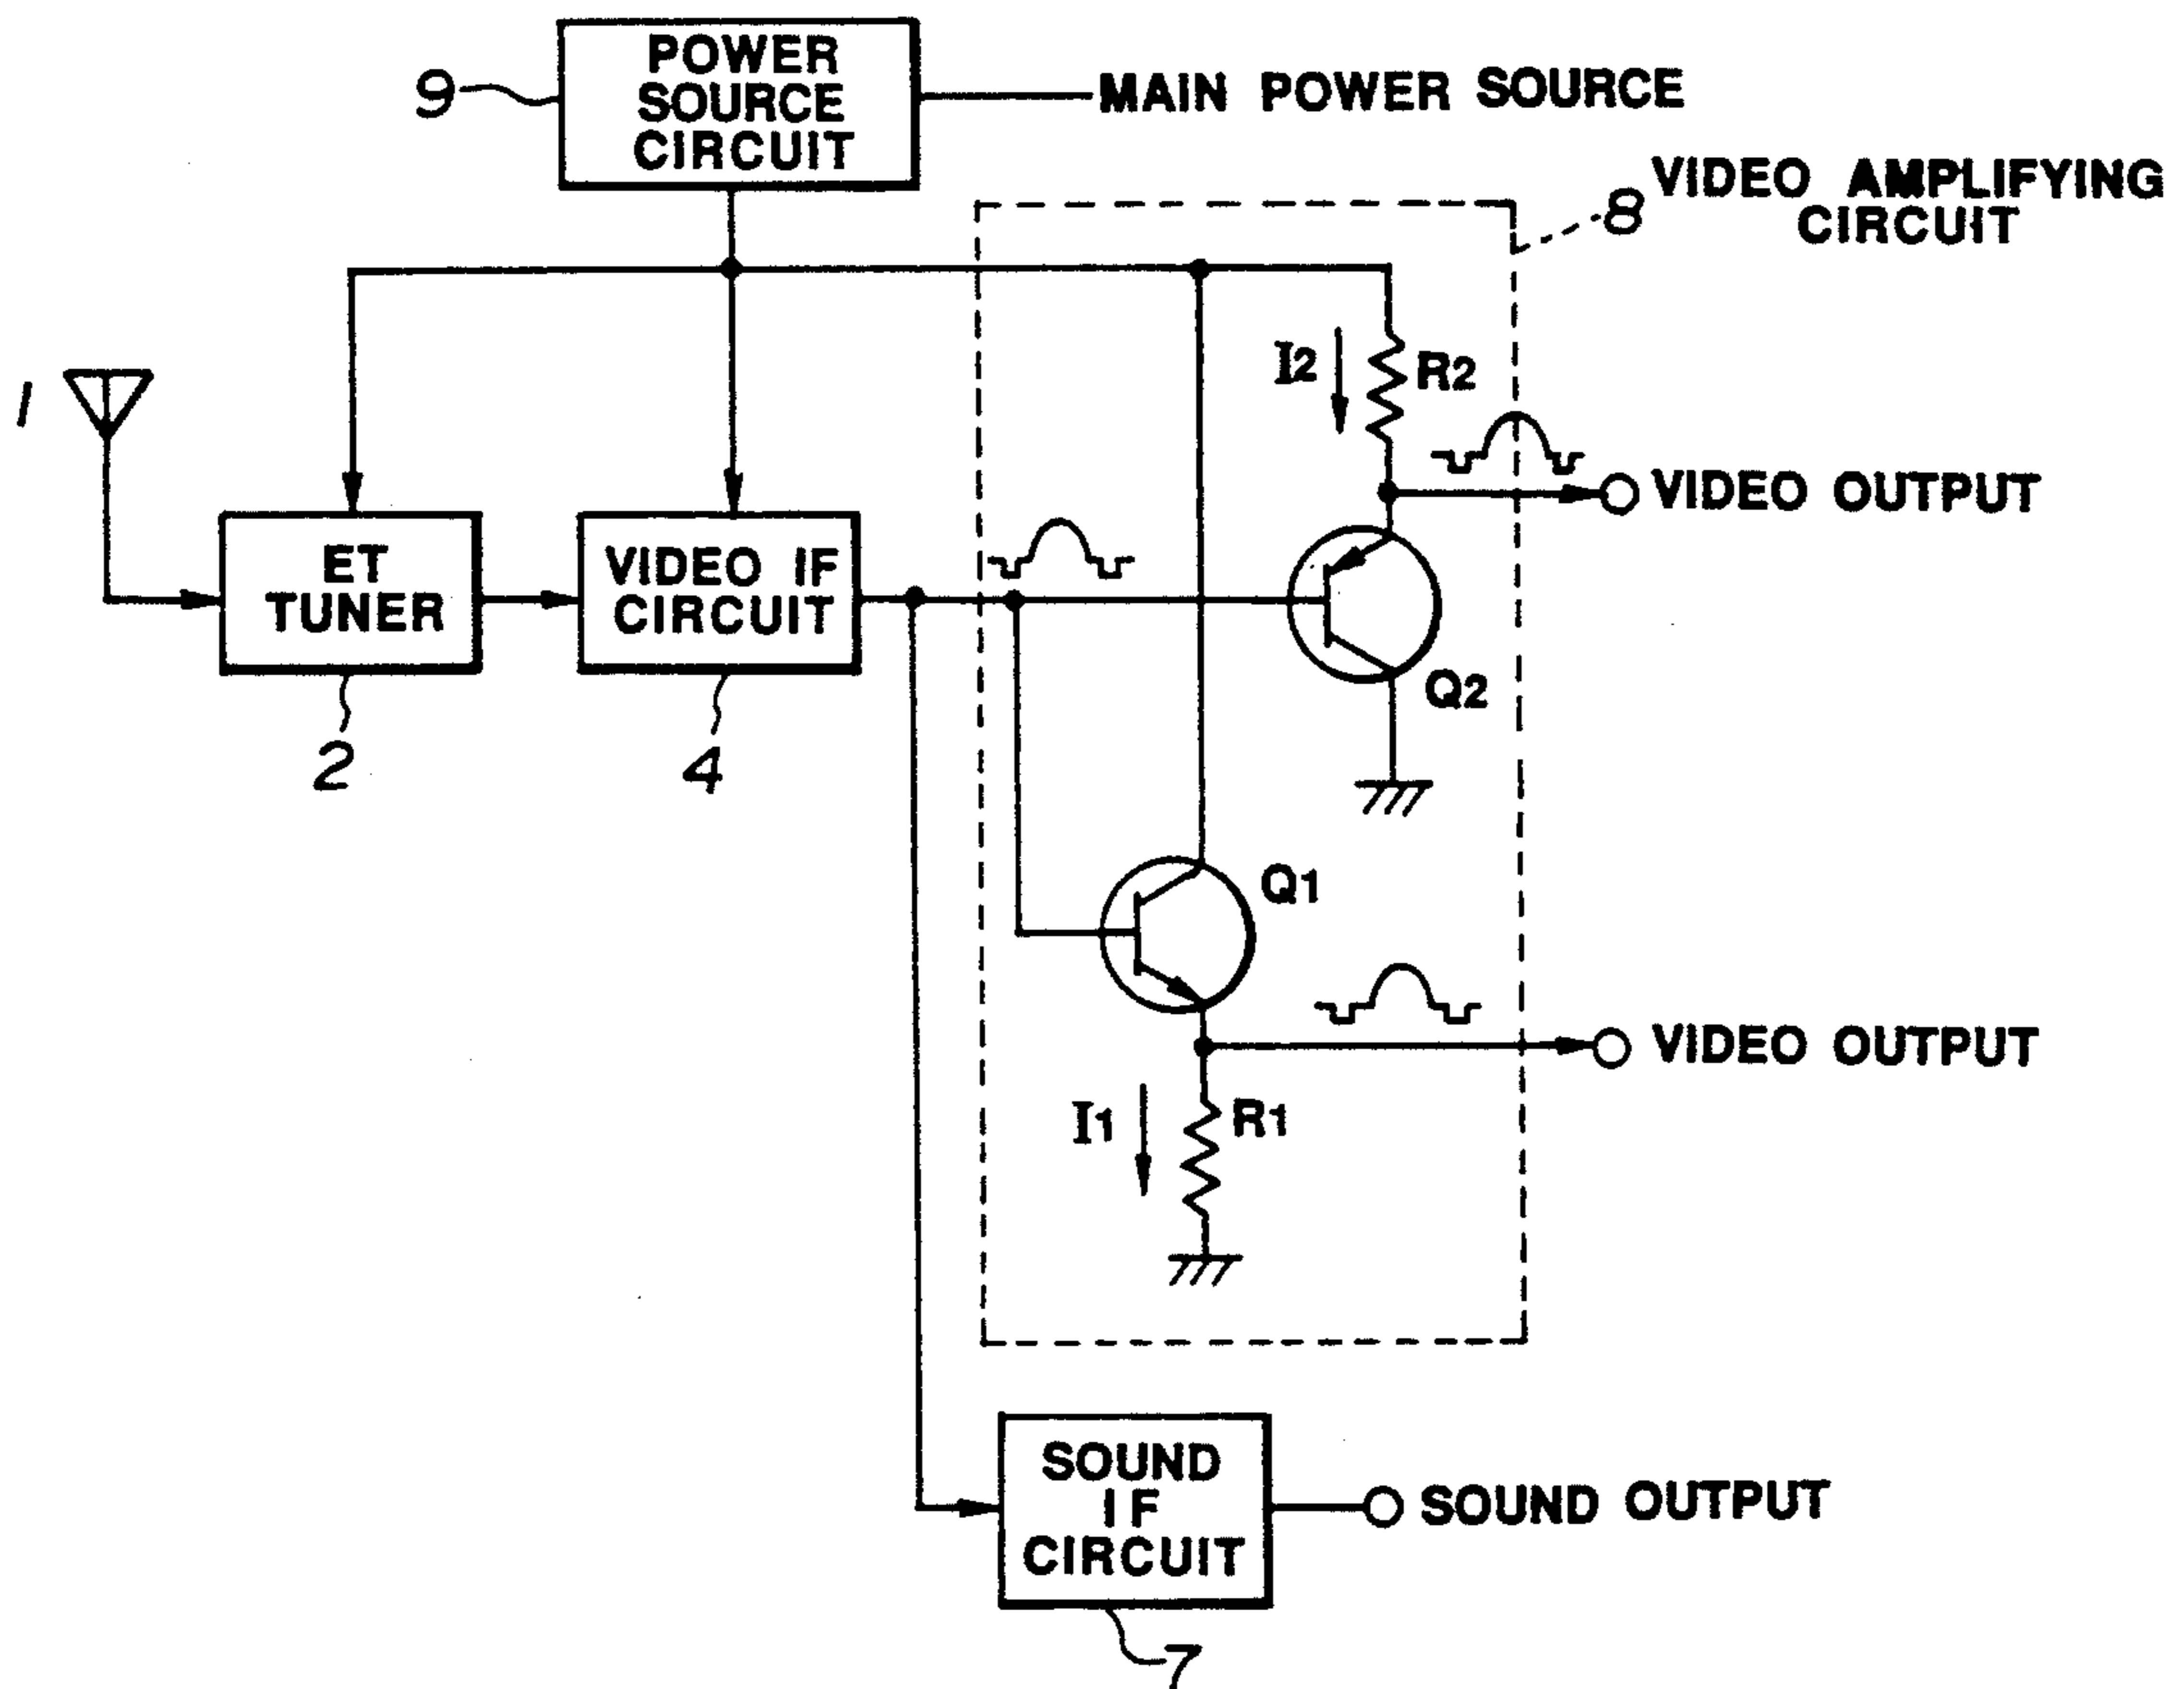 POWER
SOURCE
CIRCUIT
9
MAIN POWER SOURCE
VIDEO AMPLIFYING
CIRCUIT
8
I2
R2
1
VIDEO OUTPUT
ET
TUNER
VIDEO IF
CIRCUIT
Q2
2
4
Q1
VIDEO OUTPUT
I1
R1
SOUND
IF
CIRCUIT
SOUND OUTPUT
7